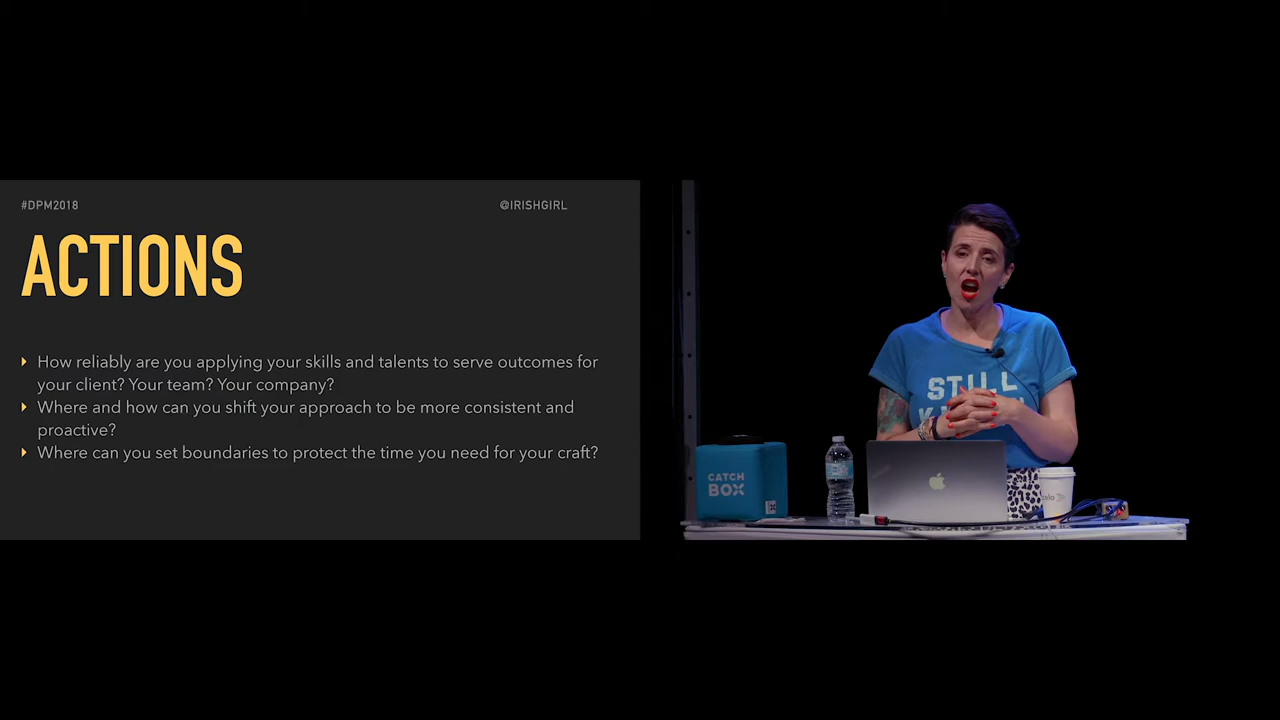 #DPM2018
@IRISHGIRL
ACTIONS
How reliably are you applying your skills and talents to serve outcomes for
your client? Your team? Your company?
Where and how can you shift your approach to be more consistent and
proactive?
Where can you set boundaries to protect the time you need for your craft?
STILL
CATCH
BOX